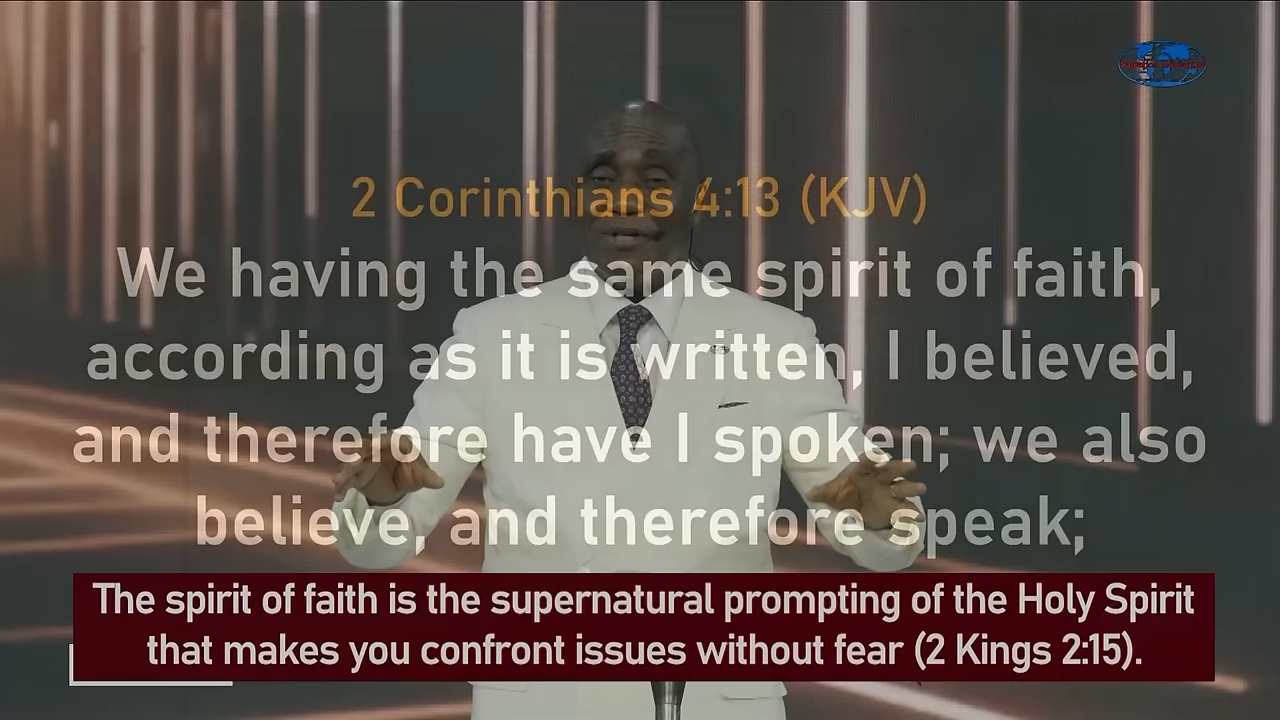 2 Corinthians 4:13 (KJV)
We having the same spirit of faith,
according as it is written, I believed,
and therefore have I spoken; we also
believe, and therefore speak;
The spirit of faith is the supernatural prompting of the Holy Spirit
that makes you confront issues without fear (2 Kings 2:15).